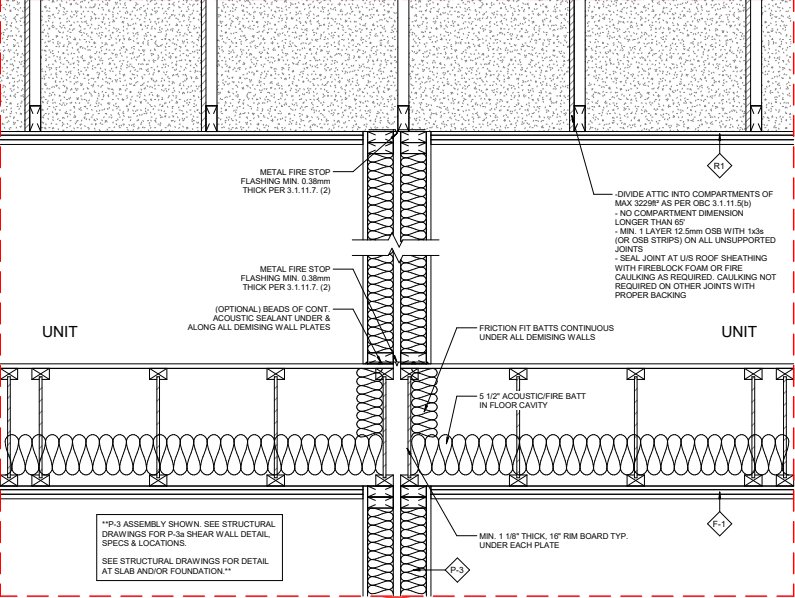 METAL FIRE STOP
FLASHING MIN. 0.38mm
THICK PER 3.1.11.7. (2)
R1
-DIVIDE ATTIC INTO COMPARTMENTS OF
MAX 3229ft² AS PER OBC 3.1.11.5(b)
- NO COMPARTMENT DIMENSION
LONGER THAN 65'
- MIN. 1 LAYER 12.5mm OSB WITH 1x3s
(OR OSB STRIPS) ON ALL UNSUPPORTED
JOINTS
- SEAL JOINT AT U/S ROOF SHEATHING
WITH FIREBLOCK FOAM OR FIRE
CAULKING AS REQUIRED. CAULKING NOT
REQUIRED ON OTHER JOINTS WITH
PROPER BACKING
METAL FIRE STOP
FLASHING MIN. 0.38mm
THICK PER 3.1.11.7. (2)
(OPTIONAL) BEADS OF CONT.
ACOUSTIC SEALANT UNDER &
ALONG ALL DEMISING WALL PLATES
UNIT
FRICTION FIT BATTS CONTINUOUS
UNDER ALL DEMISING WALLS
UNIT
5 1/2" ACOUSTIC/FIRE BATT
IN FLOOR CAVITY
**P-3 ASSEMBLY SHOWN. SEE STRUCTURAL
DRAWINGS FOR P-3a SHEAR WALL DETAIL,
SPECS & LOCATIONS.
SEE STRUCTURAL DRAWINGS FOR DETAIL
AT SLAB AND/OR FOUNDATION.**
MIN. 1 1/8" THICK, 16" RIM BOARD TYP.
UNDER EACH PLATE
F-1
P-3